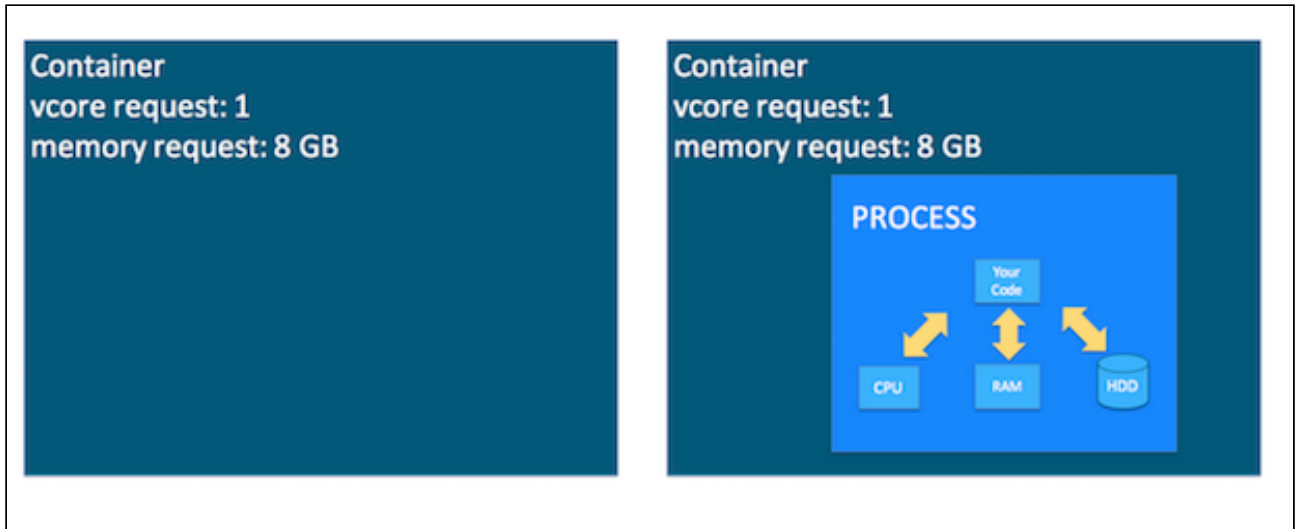 Container
vcore request: 1
memory request: 8 GB
Container
vcore request: 1
memory request: 8 GB
PROCESS
Your
Code
CPU
RAM
HDD